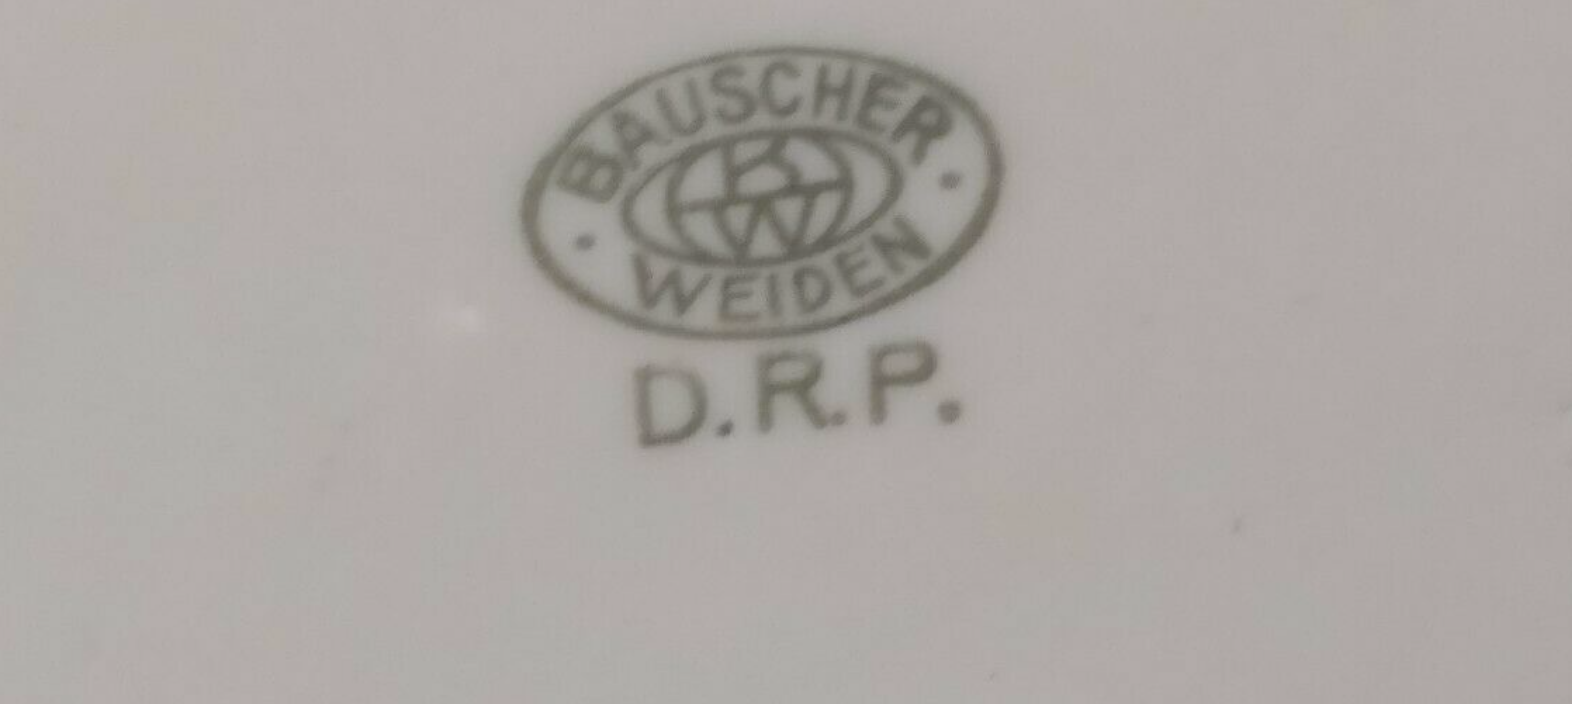 BAUSCHER
BW
WEIDEN
D.R.P.